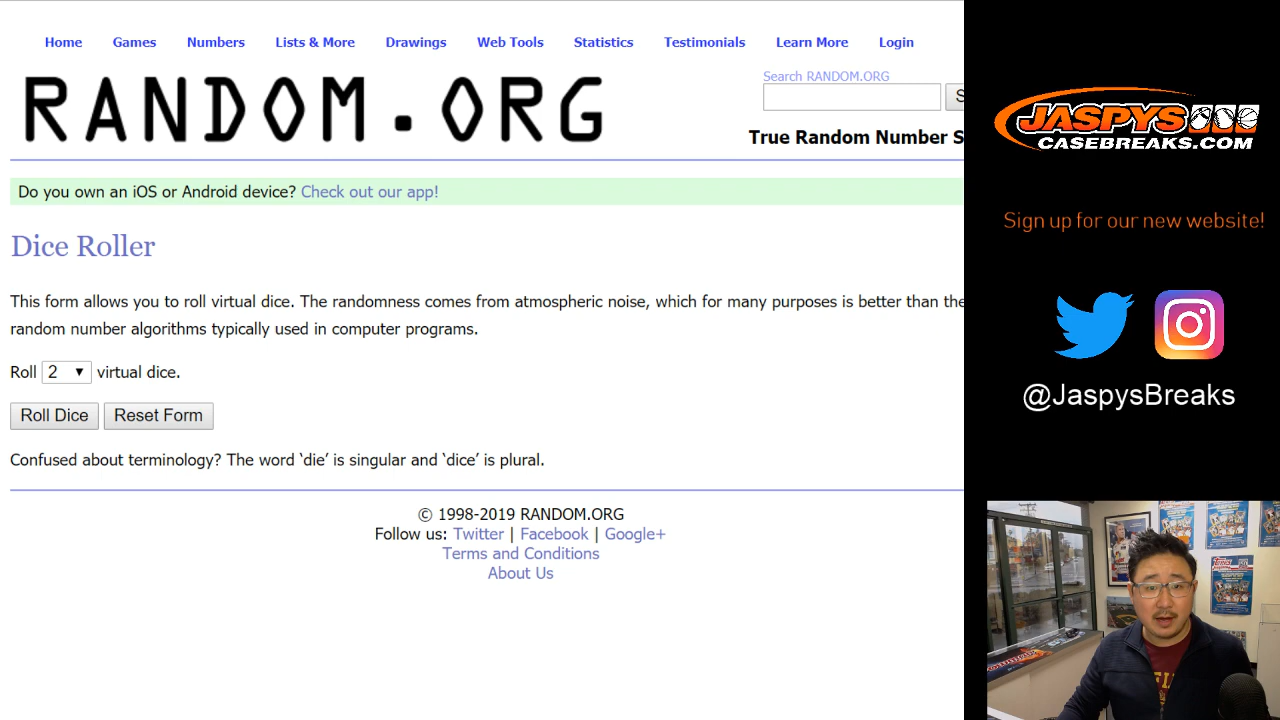 Home Games Numbers Lists & More Drawings Web Tools Statistics Testimonials Learn More Login
RANDOM.ORG
Search RANDOM.ORG
S
True Random Number S
Do you own an iOS or Android device? Check out our app!
Dice Roller
This form allows you to roll virtual dice. The randomness comes from atmospheric noise, which for many purposes is better than the
random number algorithms typically used in computer programs.
Roll 2 virtual dice.
Roll Dice Reset Form
Confused about terminology? The word ‘die’ is singular and ‘dice’ is plural.
© 1998-2019 RANDOM.ORG
Follow us: Twitter | Facebook | Google+
Terms and Conditions
About Us
JASPYS
CASEBREAKS.COM
Sign up for our new website!
@JaspysBreaks
Topps